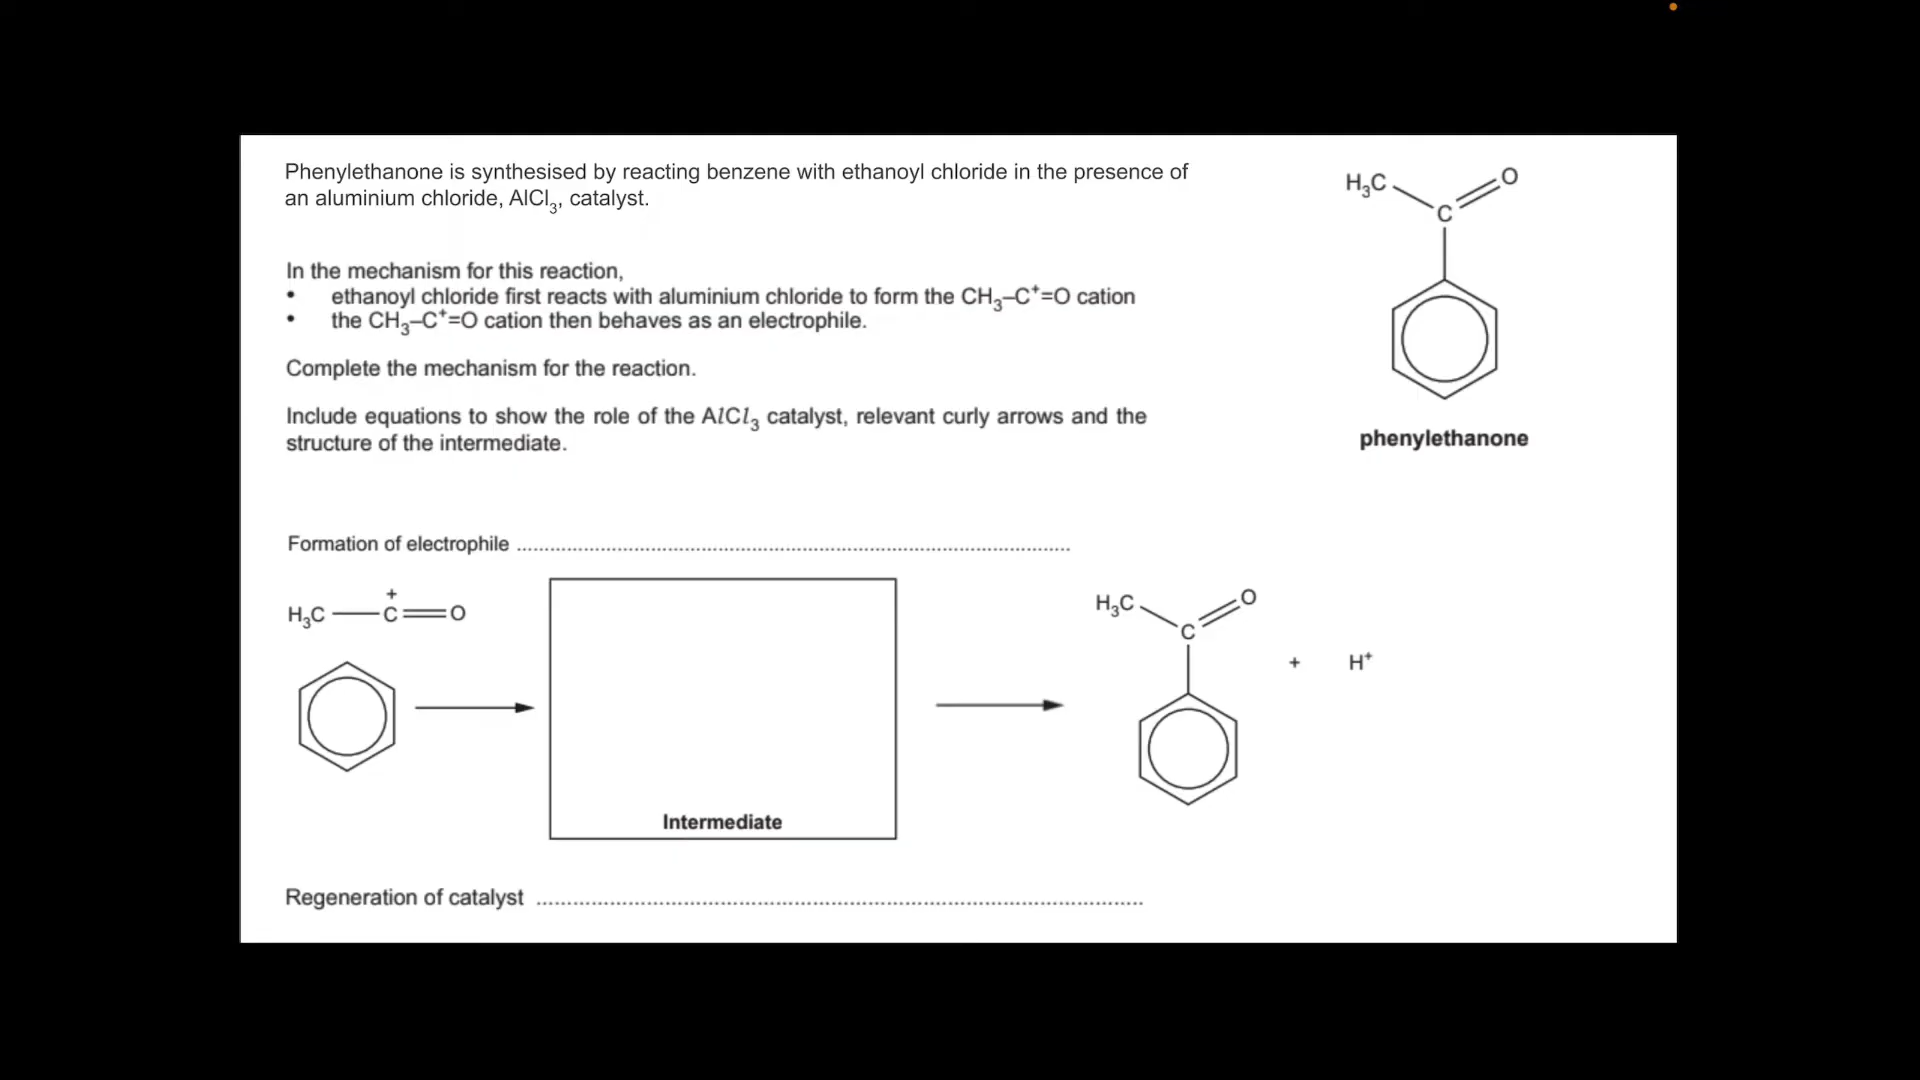 Phenylethanone is synthesised by reacting benzene with ethanoyl chloride in the presence of
an aluminium chloride, AlCl₃, catalyst.
In the mechanism for this reaction,
• ethanoyl chloride first reacts with aluminium chloride to form the CH₃–C⁺=O cation
• the CH₃–C⁺=O cation then behaves as an electrophile.
Complete the mechanism for the reaction.
Include equations to show the role of the AlCl₃ catalyst, relevant curly arrows and the
structure of the intermediate.
H₃C
O
C
phenylethanone
Formation of electrophile ............................................................................................
+
H₃C C O
Intermediate
H₃C
O
C
+ H⁺
Regeneration of catalyst .....................................................................................................